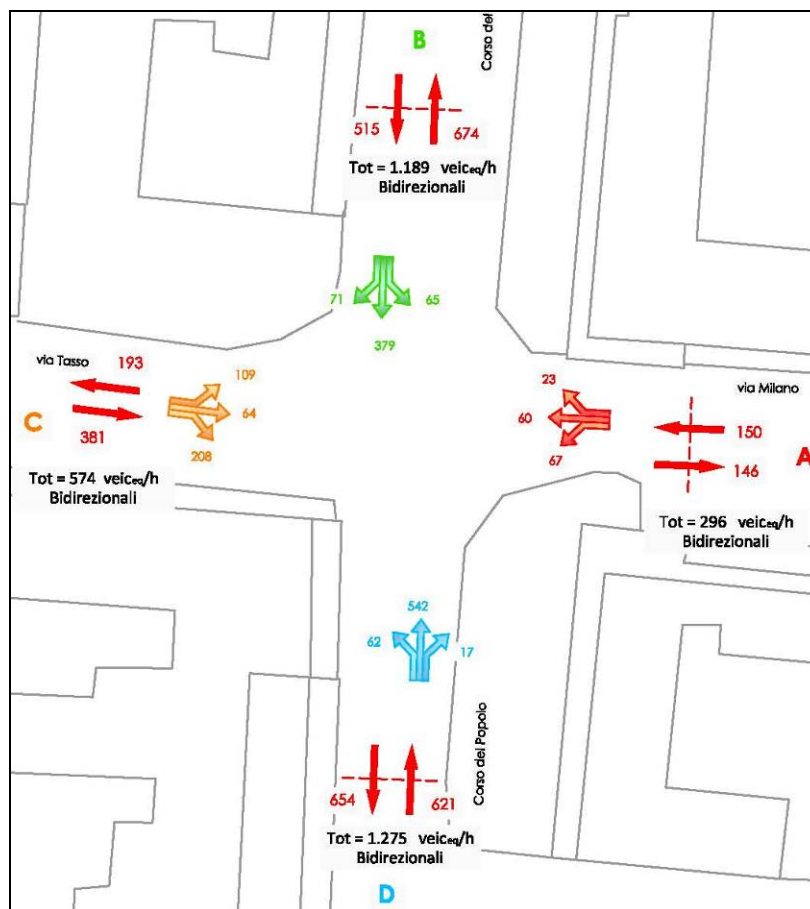 B
Corso del
515 674
Tot = 1.189 veiceq/h
Bidirezionali
71 65
379
via Tasso 193
109
64
C
381
208
Tot = 574 veiceq/h
Bidirezionali
23
via Milano
60
150
A
67
146
Tot = 296 veiceq/h
Bidirezionali
542
62 17
Corso del Popolo
654 621
Tot = 1.275 veiceq/h
Bidirezionali
D